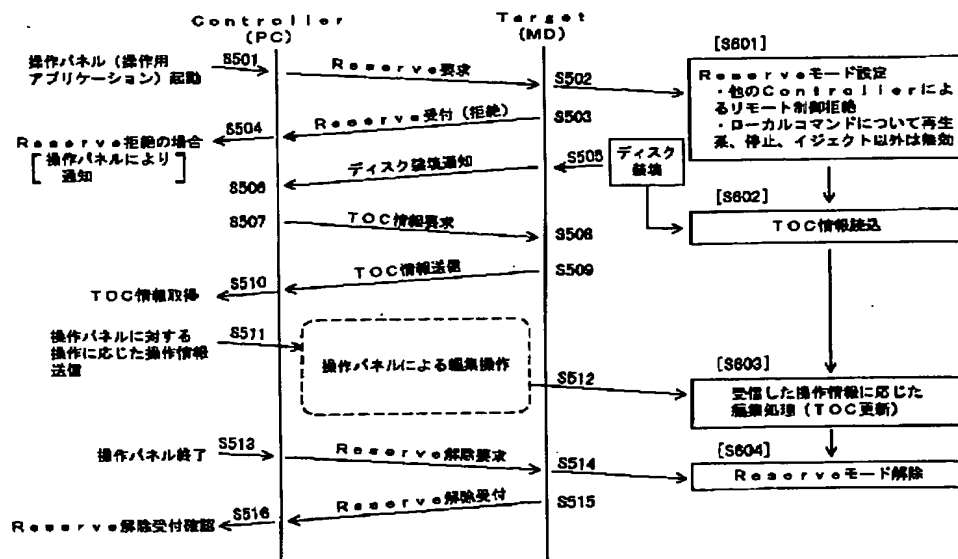 Controller
(PC)
Target
(MD)
操作パネル(操作用
アプリケーション)起動
S501
Reserve要求
S502
[S601]
Reserveモード設定
・他のControllerによ
るリモート制御拒絶
・ローカルコマンドについて再生
系、停止、イジェクト以外は無効
Reserve受付(拒絶)
S503
S504
Reserve拒絶の場合
操作パネルにより
通知
ディスク装填通知
S505
ディスク
装填
S506
[S602]
TOC情報読込
S507
TOC情報要求
S508
TOC情報送信
S509
S510
TOC情報取得
操作パネルに対する
操作に応じた操作情報
送信
S511
操作パネルによる編集操作
S512
[S603]
受信した操作情報に応じた
編集処理(TOC更新)
操作パネル終了
S513
Reserve解除要求
S514
[S604]
Reserveモード解除
Reserve解除受付
S515
S516
Reserve解除受付確認